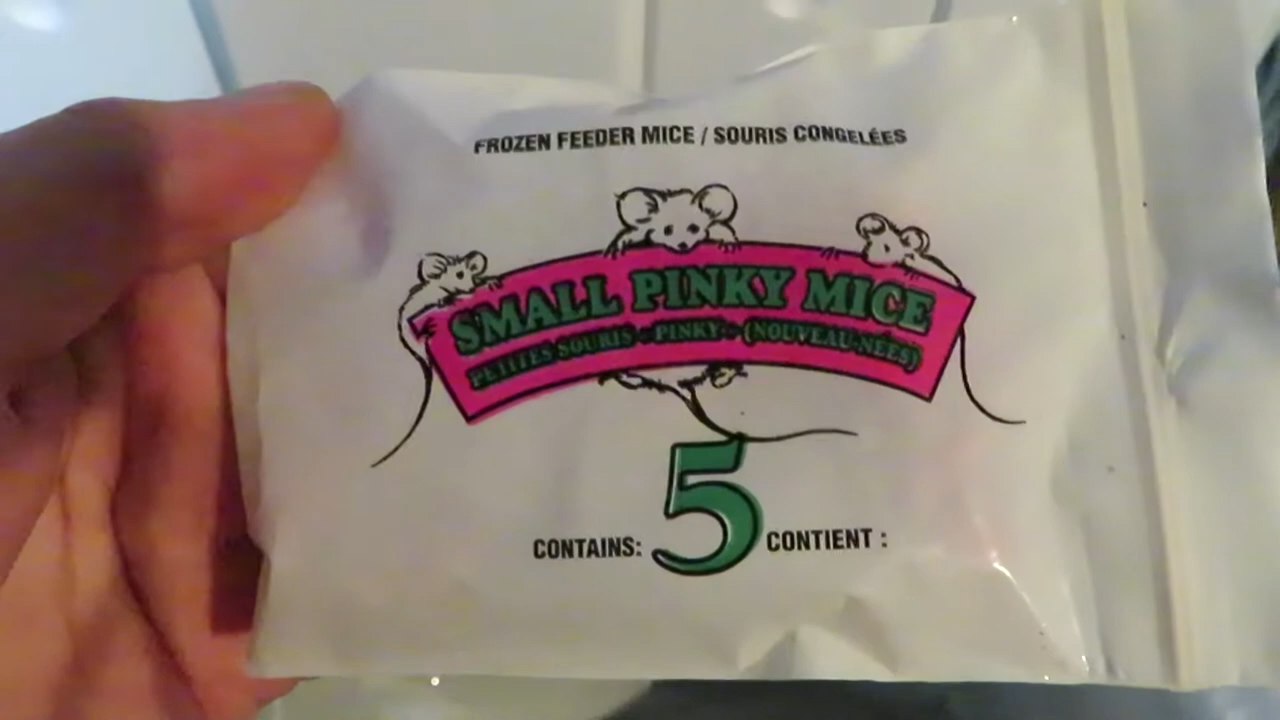 FROZEN FEEDER MICE / SOURIS CONGELÉES
SMALL PINKY MICE
PETITES SOURIS «PINKY» (NOUVEAU-NÉES)
5
CONTAINS: CONTIENT :